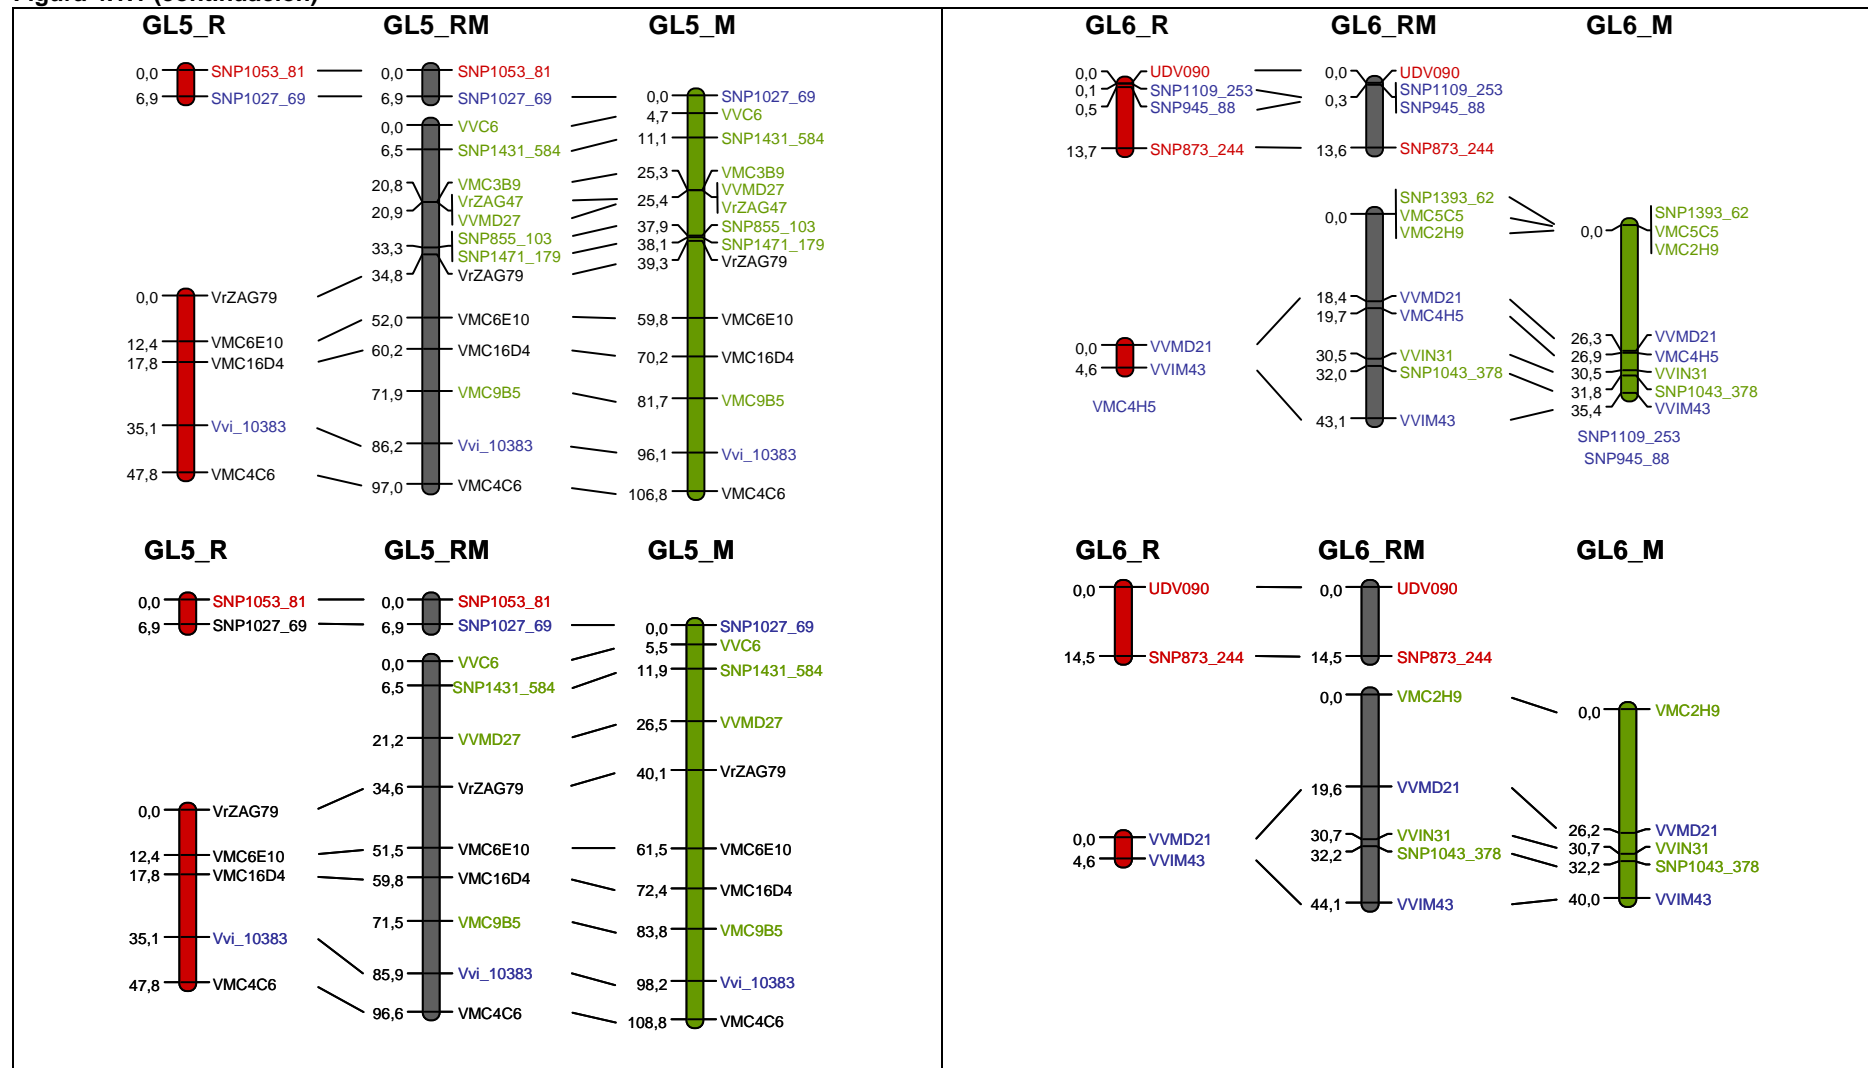 Figura 4.1.1 (continuación)
GL5_R GL5_RM GL5_M
0,0 SNP1053_81 0,0 SNP1053_81
6,9 SNP1027_69 6,9 SNP1027_69 0,0 SNP1027_69
0,0 VVC6 4,7 VVC6
6,5 SNP1431_584 11,1 SNP1431_584
20,8 VMC3B9 25,3 VMC3B9
20,9 VrZAG47 25,4 VVMD27
VVMD27 VrZAG47
33,3 SNP855_103 37,9 SNP855_103
SNP1471_179 38,1 SNP1471_179
0,0 VrZAG79 34,8 VrZAG79 39,3 VrZAG79
12,4 VMC6E10 52,0 VMC6E10 59,8 VMC6E10
17,8 VMC16D4 60,2 VMC16D4 70,2 VMC16D4
71,9 VMC9B5 81,7 VMC9B5
35,1 Vvi_10383 86,2 Vvi_10383 96,1 Vvi_10383
47,8 VMC4C6 97,0 VMC4C6 106,8 VMC4C6
GL5_R GL5_RM GL5_M
0,0 SNP1053_81 0,0 SNP1053_81
6,9 SNP1027_69 6,9 SNP1027_69 0,0 SNP1027_69
0,0 VVC6 5,5 VVC6
6,5 SNP1431_584 11,9 SNP1431_584
21,2 VVMD27 26,5 VVMD27
0,0 VrZAG79 34,6 VrZAG79 40,1 VrZAG79
12,4 VMC6E10 51,5 VMC6E10 61,5 VMC6E10
17,8 VMC16D4 59,8 VMC16D4 72,4 VMC16D4
71,5 VMC9B5 83,8 VMC9B5
35,1 Vvi_10383 85,9 Vvi_10383 98,2 Vvi_10383
47,8 VMC4C6 96,6 VMC4C6 108,8 VMC4C6
GL6_R GL6_RM GL6_M
0,0 UDV090 0,0 UDV090
0,1 SNP1109_253 0,3 SNP1109_253
0,5 SNP945_88 SNP945_88
13,7 SNP873_244 13,6 SNP873_244
SNP1393_62 SNP1393_62
0,0 VMC5C5 0,0 VMC5C5
VMC2H9 VMC2H9
0,0 VVMD21 18,4 VVMD21 26,3 VVMD21
19,7 VMC4H5 26,9 VMC4H5
30,5 VVIN31 30,5 VVIN31
32,0 SNP1043_378 31,8 SNP1043_378
4,6 VVIM43 43,1 VVIM43 35,4 VVIM43
VMC4H5 SNP1109_253
SNP945_88
GL6_R GL6_RM GL6_M
0,0 UDV090 0,0 UDV090
14,5 SNP873_244 14,5 SNP873_244
0,0 VMC2H9 0,0 VMC2H9
0,0 VVMD21 19,6 VVMD21 26,2 VVMD21
30,7 VVIN31 30,7 VVIN31
32,2 SNP1043_378 32,2 SNP1043_378
4,6 VVIM43 44,1 VVIM43 40,0 VVIM43